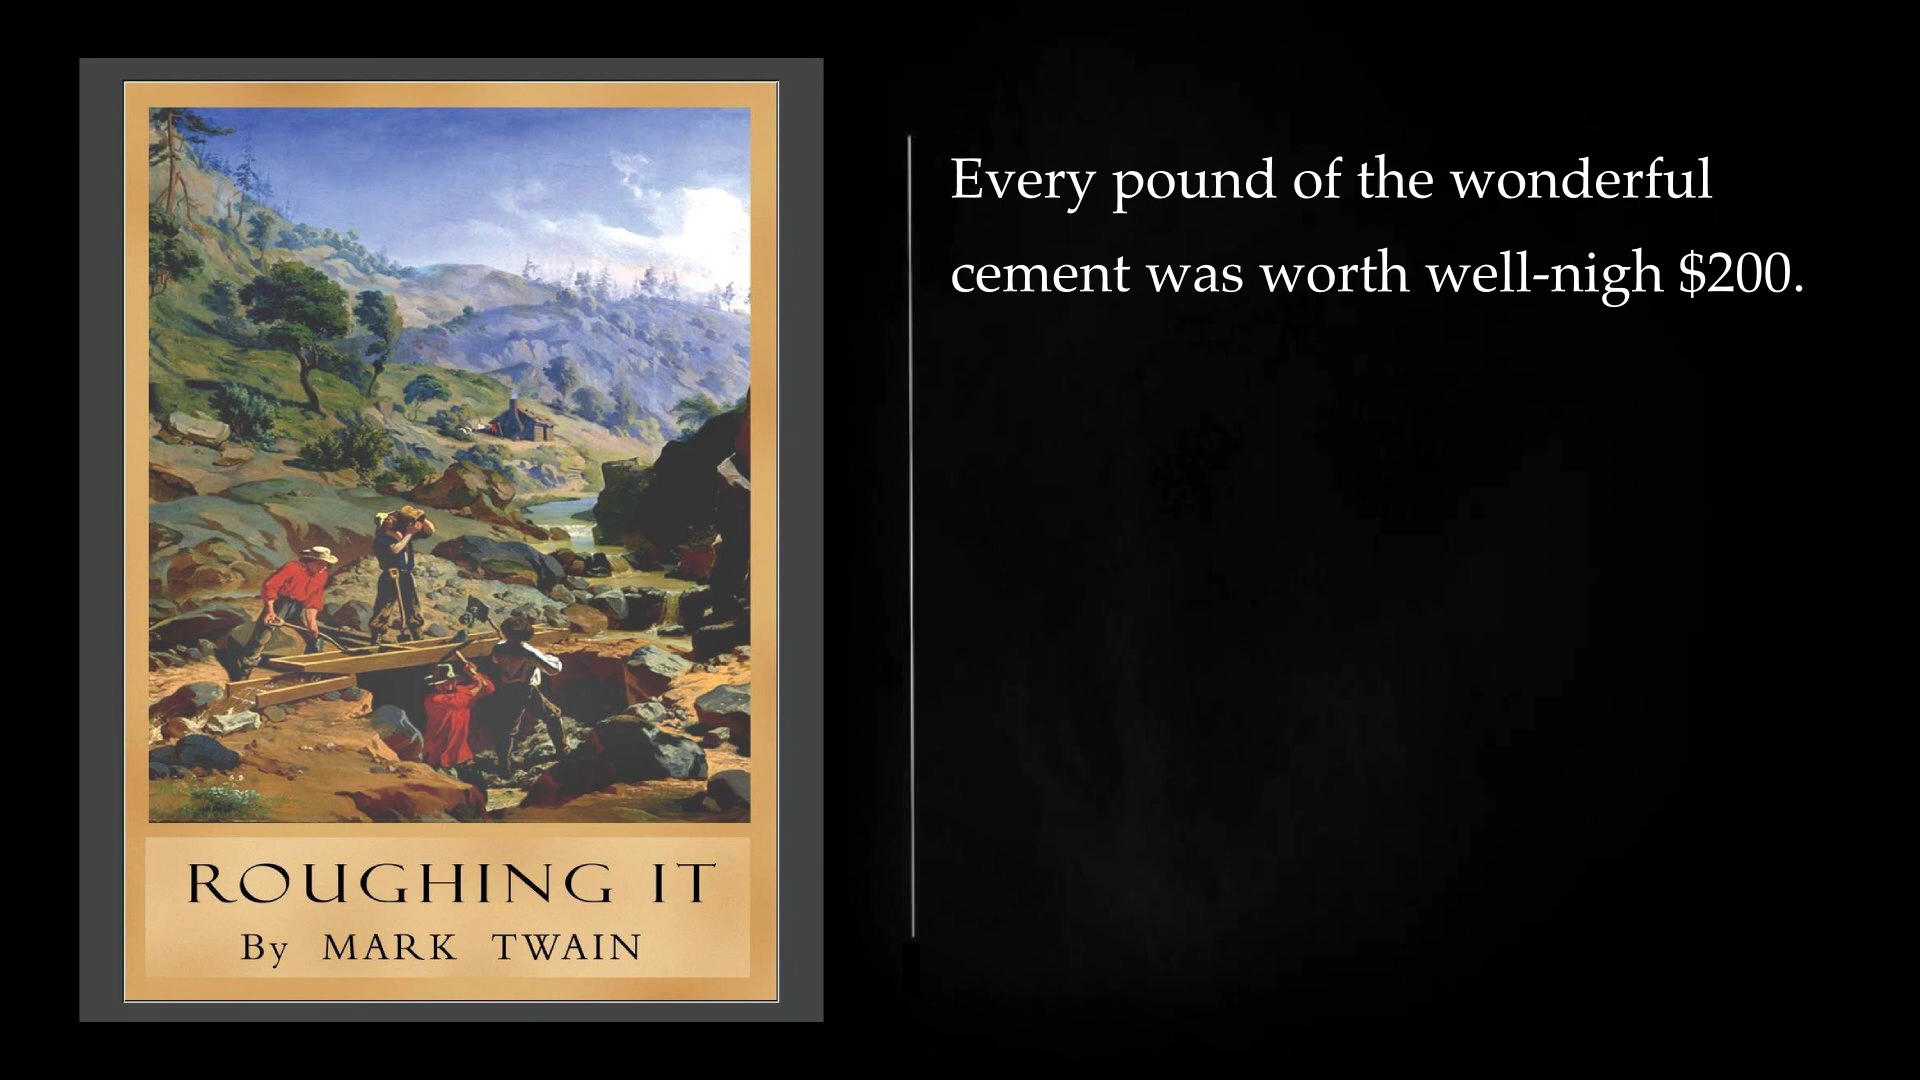 ROUGHING IT
By MARK TWAIN
Every pound of the wonderful
cement was worth well-nigh $200.